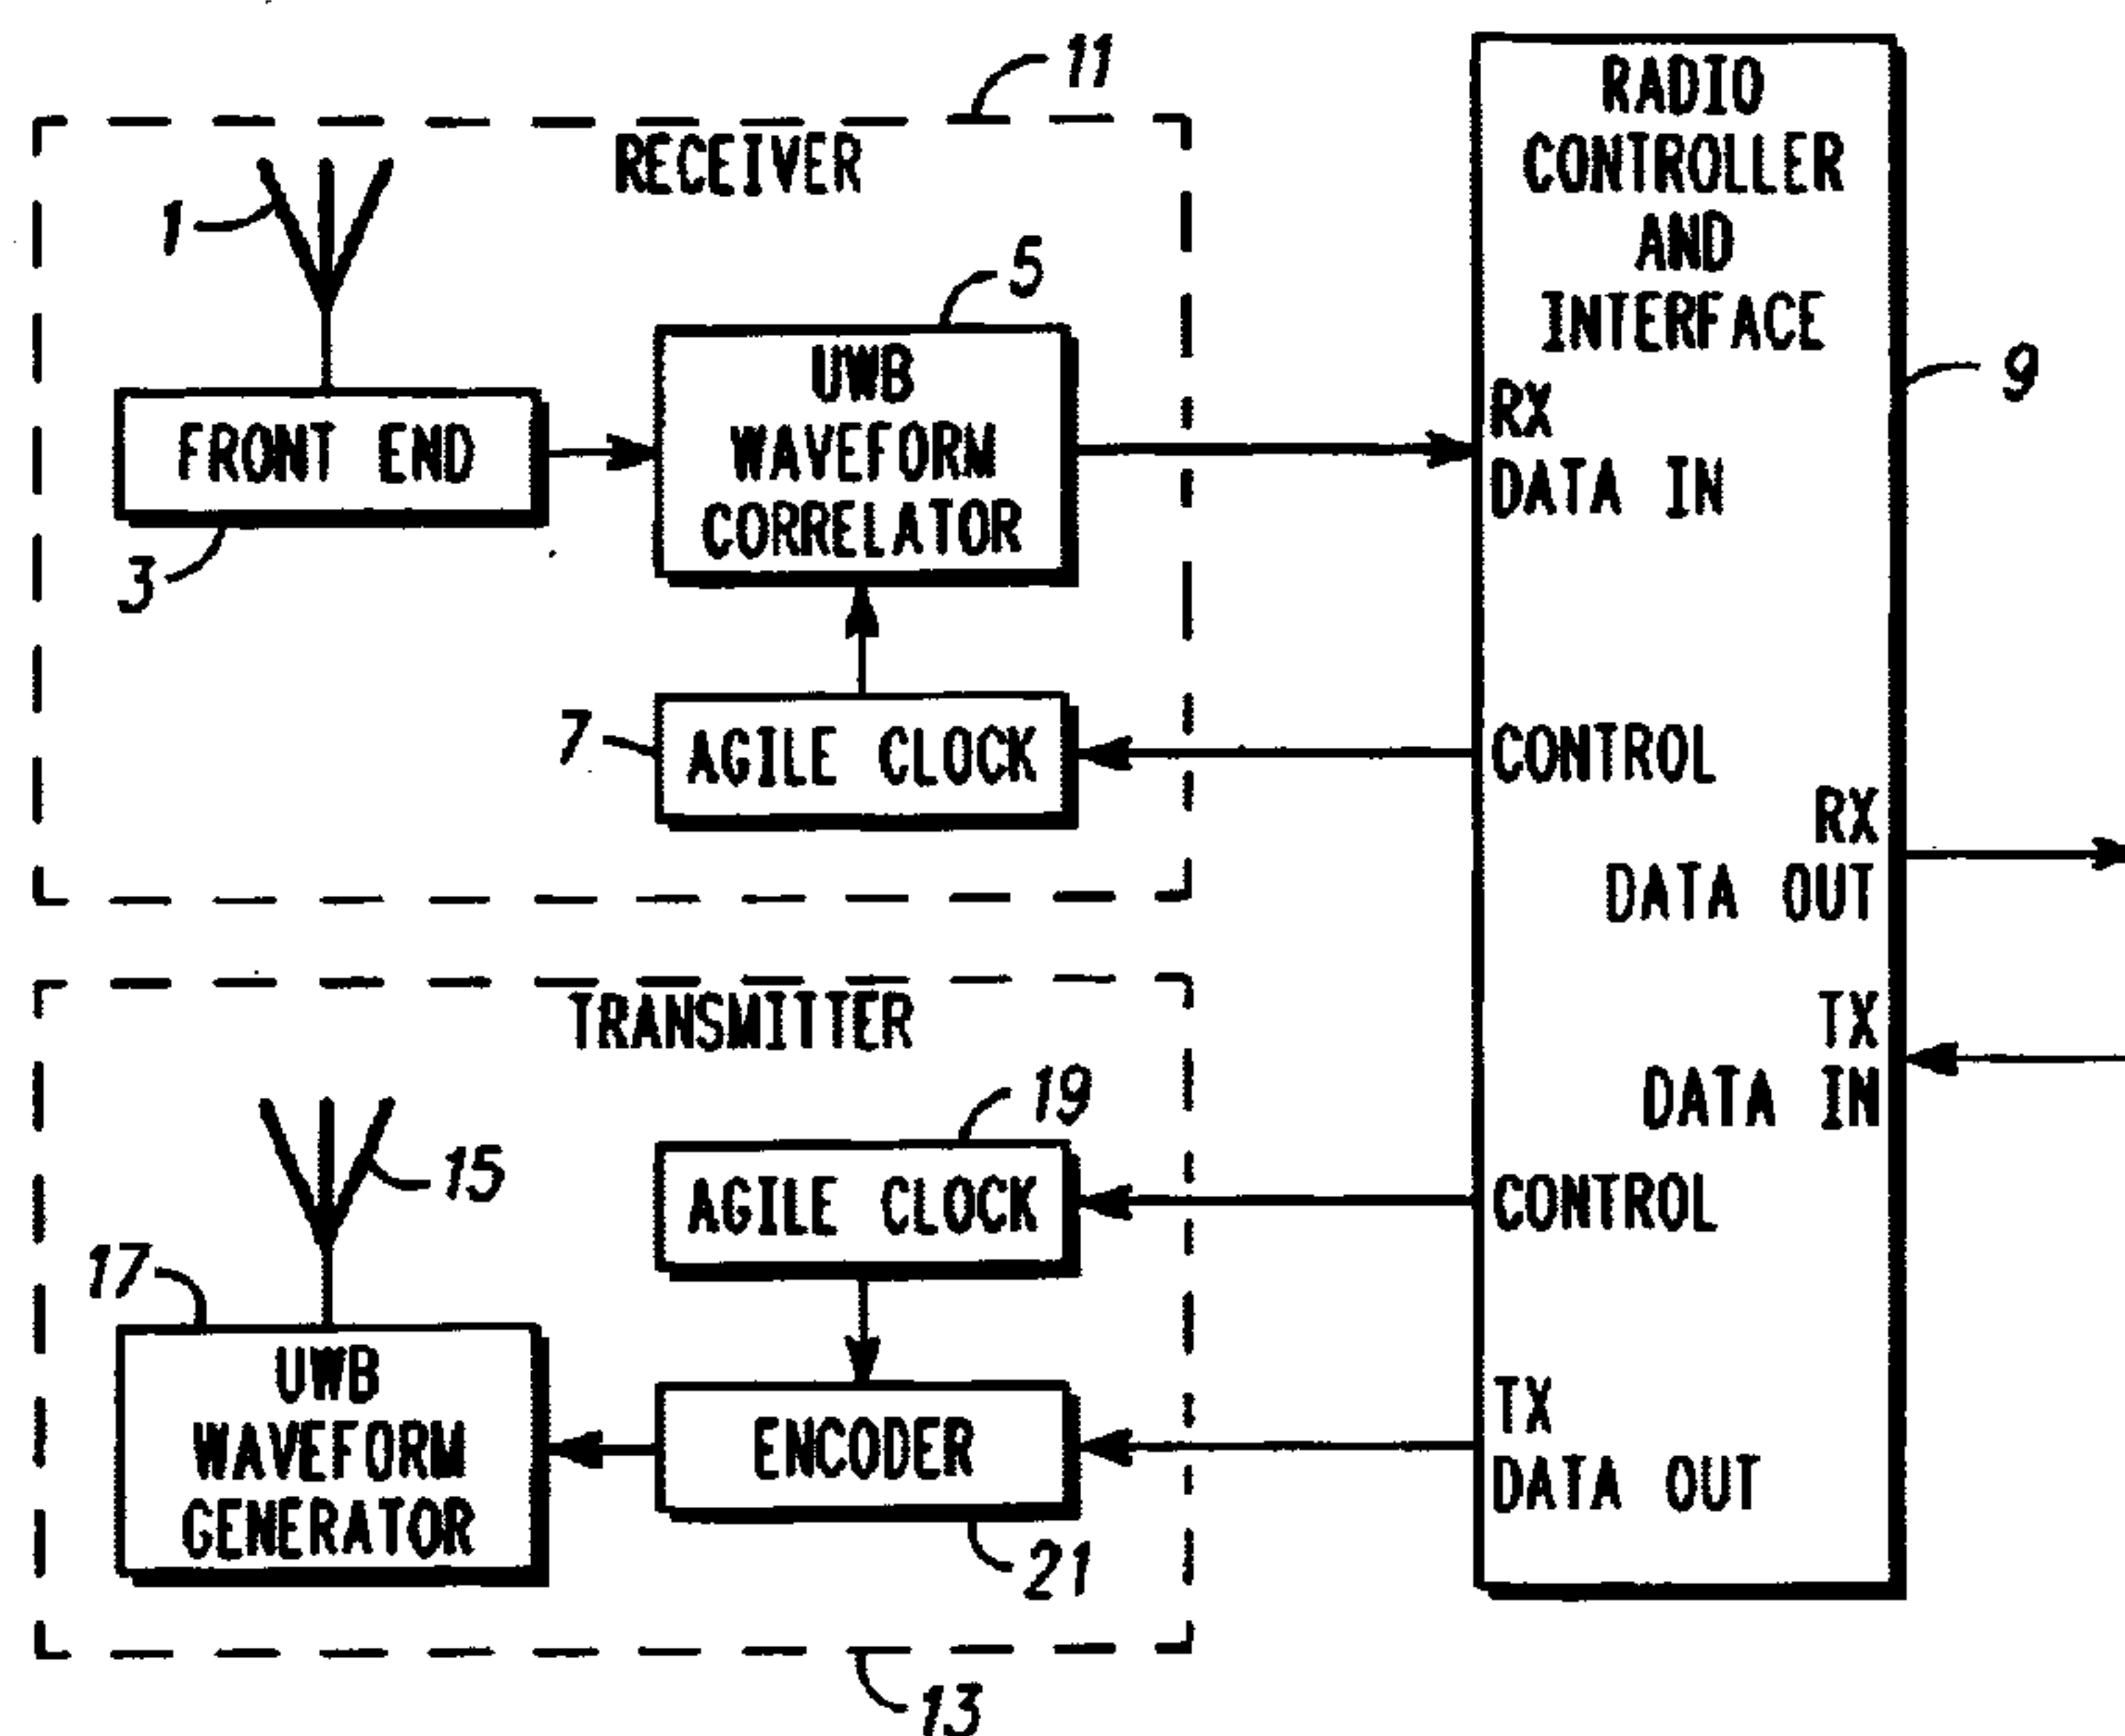 11
RECEIVER
1
5
UWB
WAVEFORM
CORRELATOR
FRONT END
3
7
AGILE CLOCK
RADIO
CONTROLLER
AND
INTERFACE
9
RX
DATA IN
CONTROL
RX
DATA OUT
TX
DATA IN
CONTROL
TX
DATA OUT
TRANSMITTER
19
AGILE CLOCK
15
17
UWB
WAVEFORM
GENERATOR
ENCODER
21
13